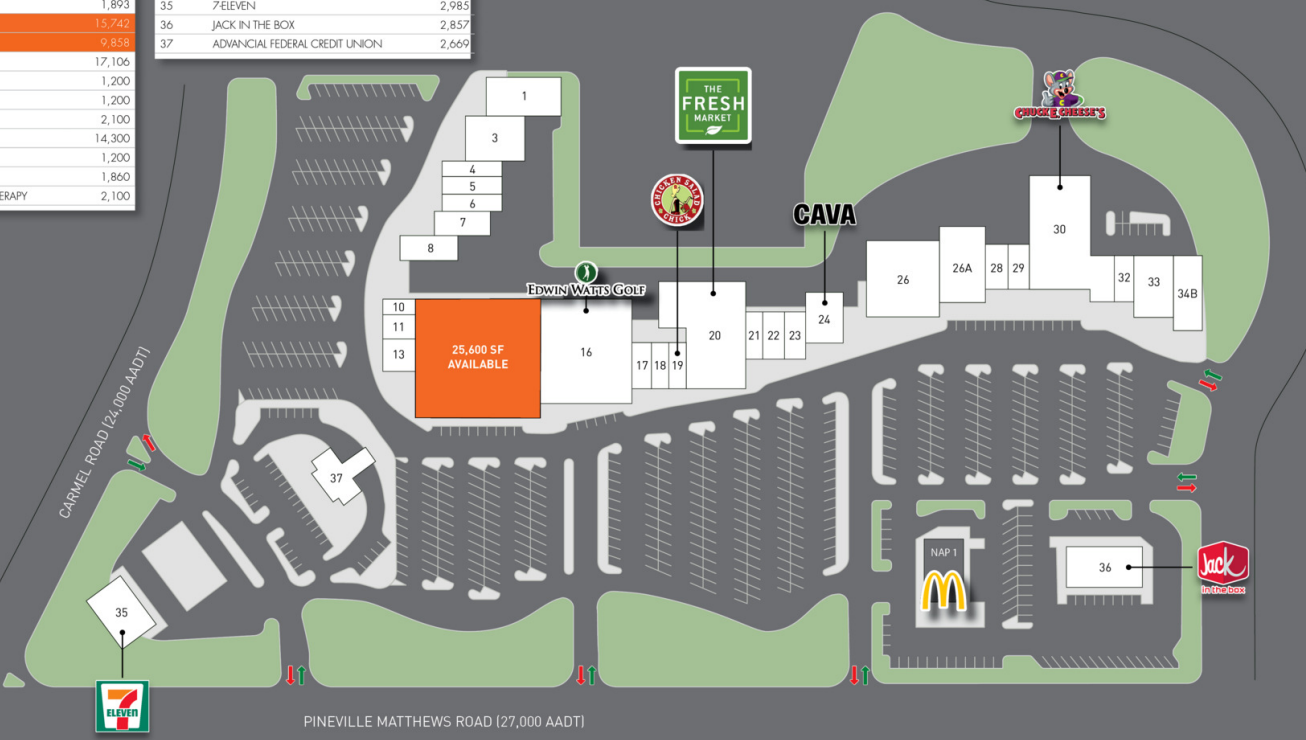 1,893
15,742
9,858
17,106
1,200
1,200
2,100
14,300
1,200
1,860
ERAPY 2,100
35 7-ELEVEN 2,985
36 JACK IN THE BOX 2,857
37 ADVANCIAL FEDERAL CREDIT UNION 2,669
THE
FRESH
MARKET
CHUCK E. CHEESE'S
CHICKEN SALAD
CHICK
CAVA
EDWIN WATTS GOLF
1
3
4
5
6
7
8
10
11
13
25,600 SF
AVAILABLE
16
17
18
19
20
21
22
23
24
26
26A
28
29
30
32
33
34B
37
35
NAP 1
36
Jack
in the box
7
ELEVEN
CARMEL ROAD (24,000 AADT)
PINEVILLE MATTHEWS ROAD (27,000 AADT)